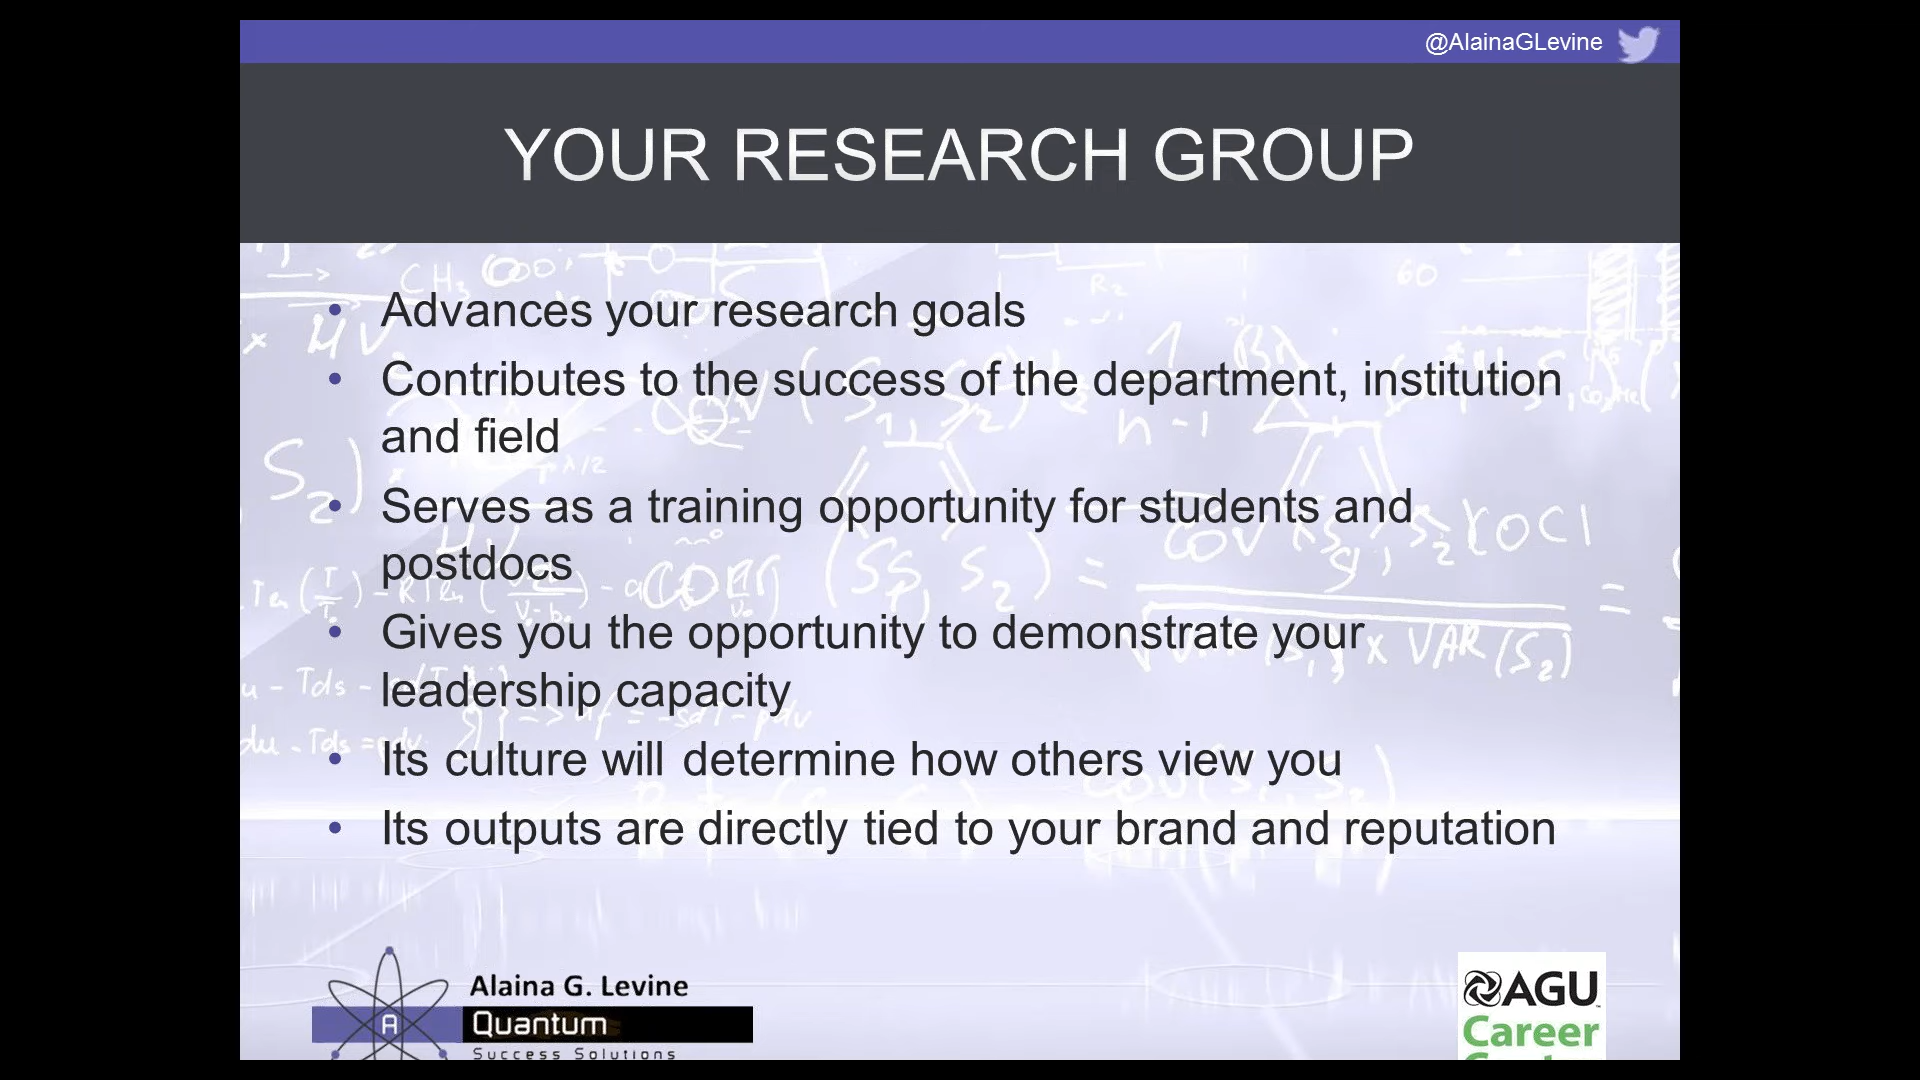 @AlainaGLevine
YOUR RESEARCH GROUP
• Advances your research goals
• Contributes to the success of the department, institution
and field
• Serves as a training opportunity for students and
postdocs
• Gives you the opportunity to demonstrate your
leadership capacity
• Its culture will determine how others view you
• Its outputs are directly tied to your brand and reputation
Alaina G. Levine
A Quantum
Success Solutions
AGU
Career